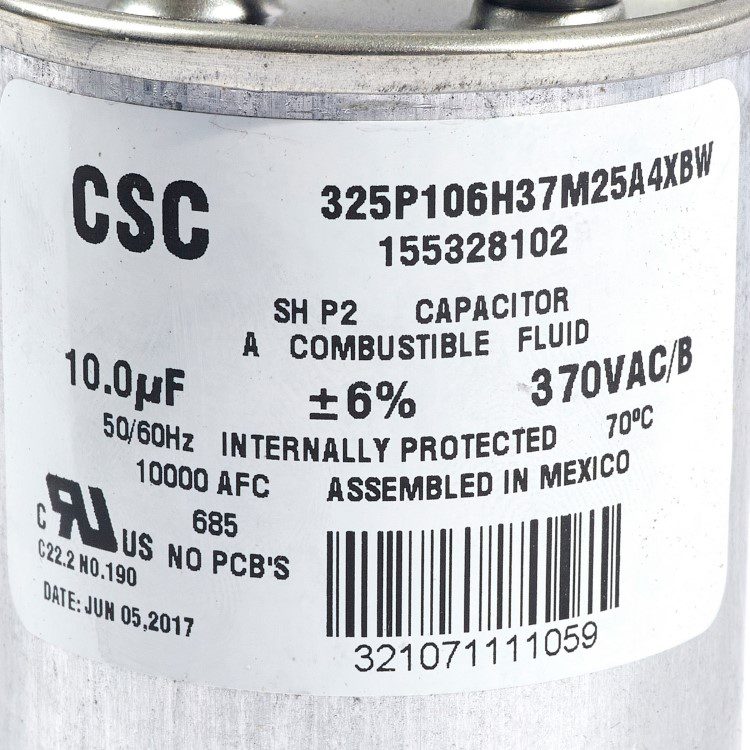 CSC
325P106H37M25A4XBW
155328102
SH P2 CAPACITOR
A COMBUSTIBLE FLUID
10.0µF ±6% 370VAC/B
50/60Hz INTERNALLY PROTECTED 70ºC
10000 AFC ASSEMBLED IN MEXICO
685
C RU US NO PCB'S
C22.2 NO.190
DATE: JUN 05,2017
321071111059